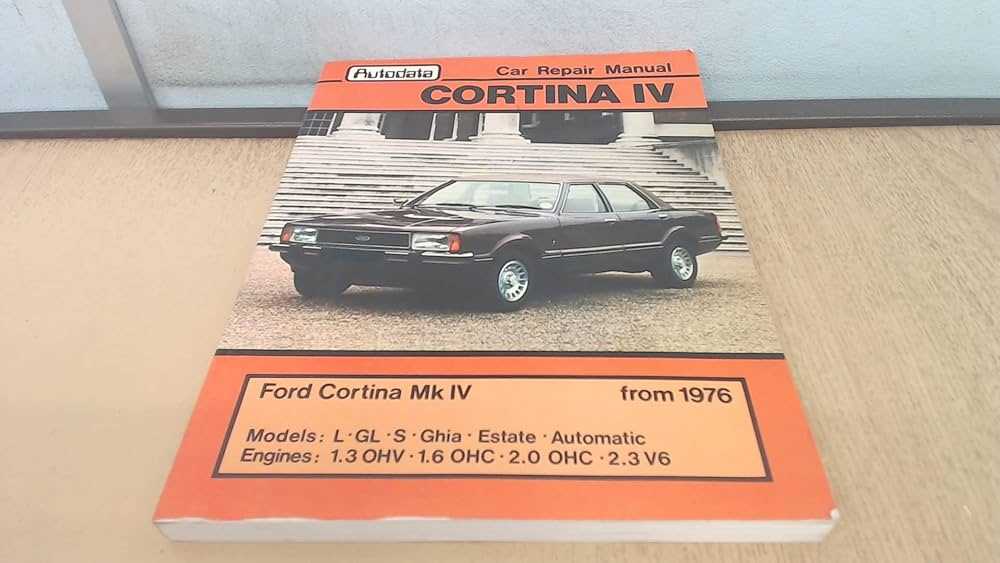 Autodata
Car Repair Manual
CORTINA IV
Ford Cortina Mk IV from 1976
Models: L · GL · S · Ghia · Estate · Automatic
Engines: 1.3 OHV · 1.6 OHC · 2.0 OHC · 2.3 V6